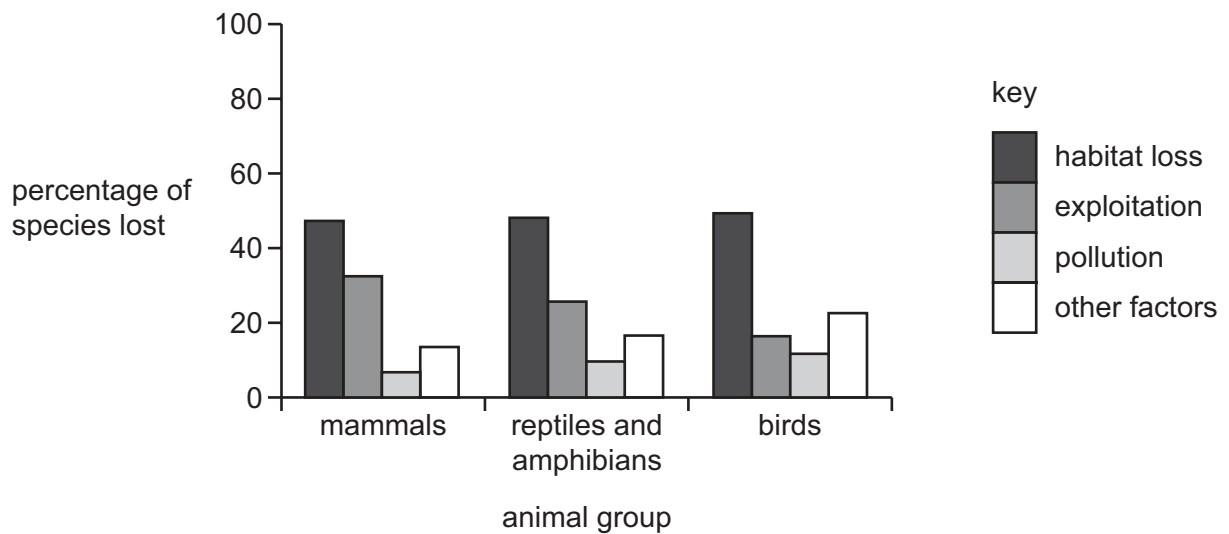 100
80
60
40
20
0
percentage of
species lost
mammals
reptiles and
amphibians
birds
animal group
key
habitat loss
exploitation
pollution
other factors